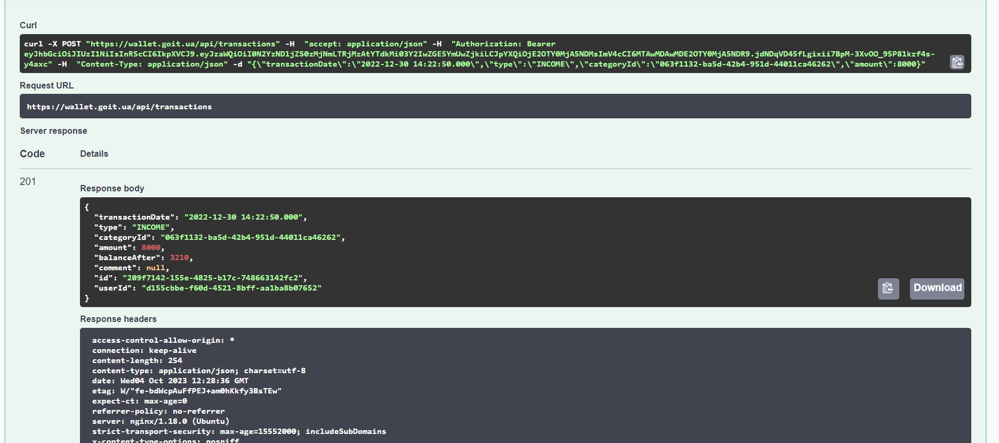 Curl
curl -X POST "https://wallet.goit.ua/api/transactions" -H  "accept: application/json" -H  "Authorization: Bearer
eyJhbGciOiJIUzI1NiIsInR5cCI6IkpXVCJ9.eyJzaWQiOiI0N2YzNDljZS0zMjNmLTRjMzAtYTdkMi03Y2IwZGE5YmUwZjkiLCJpYXQiOjE2OTY0MjA5NDMsImV4cCI6MTAwMDAwMDE2OTY0MjA5NDR9.jdNDqVD45fLgixii7BpM-3XvOO_95P81kzf4s-
y4axc" -H  "Content-Type: application/json" -d "{\"transactionDate\":\"2022-12-30 14:22:50.000\",\"type\":\"INCOME\",\"categoryId\":\"063f1132-ba5d-42b4-951d-44011ca46262\",\"amount\":8000}"
Request URL
https://wallet.goit.ua/api/transactions
Server response
Code Details
201
Response body
{
"transactionDate": "2022-12-30 14:22:50.000",
"type": "INCOME",
"categoryId": "063f1132-ba5d-42b4-951d-44011ca46262",
"amount": 8000,
"balanceAfter": 3210,
"comment": null,
"id": "209f7142-155e-4825-b17c-748663142fc2",
"userId": "d155cbbe-f60d-4521-8bff-aa1ba8b07652"
}
Download
Response headers
access-control-allow-origin: *
connection: keep-alive
content-length: 254
content-type: application/json; charset=utf-8
date: Wed04 Oct 2023 12:28:36 GMT
etag: W/"fe-bdWcpAuFfPEJ+am0hKkfy3BsTEw"
expect-ct: max-age=0
referrer-policy: no-referrer
server: nginx/1.18.0 (Ubuntu)
strict-transport-security: max-age=15552000; includeSubDomains
x-content-type-options: nosniff